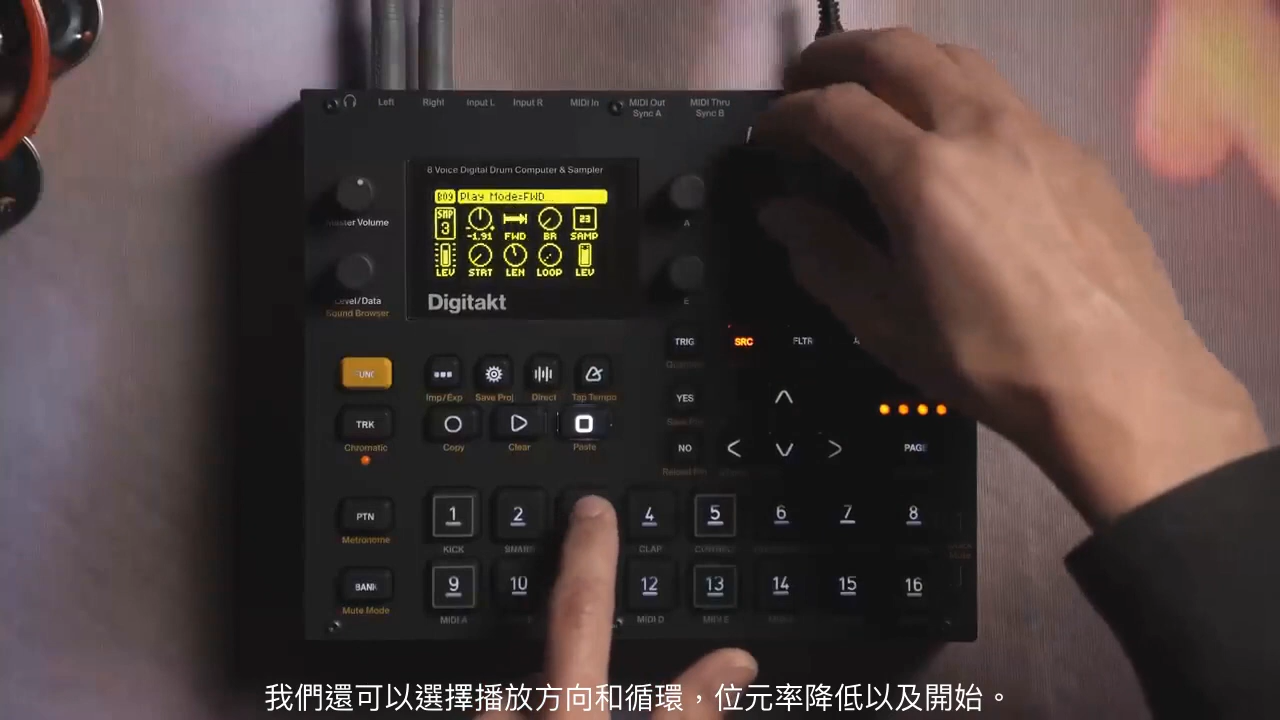 Left Right Input L Input R MIDI In MIDI Out MIDI Thru
Sync A Sync B
8 Voice Digital Drum Computer & Sampler
B09 Play Mode=FWD
SMP
3 -1.91 FWD BR 23 SAMP
LEV STRT LEN LOOP LEV
Digitakt
Master Volume
Level/Data
Sound Browser
A
E
TRIG SRC FLTR
FUNC
Imp/Exp Save Proj Direct Tap Tempo
YES
TRK
Chromatic
Copy Clear Paste
NO PAGE
PTN
Metronome
1 2 4 5 6 7 8
KICK SNARE CLAP
BANK
Mute Mode
9 10 12 13 14 15 16
MIDI A MIDI D MIDI E
我們還可以選擇播放方向和循環，位元率降低以及開始。